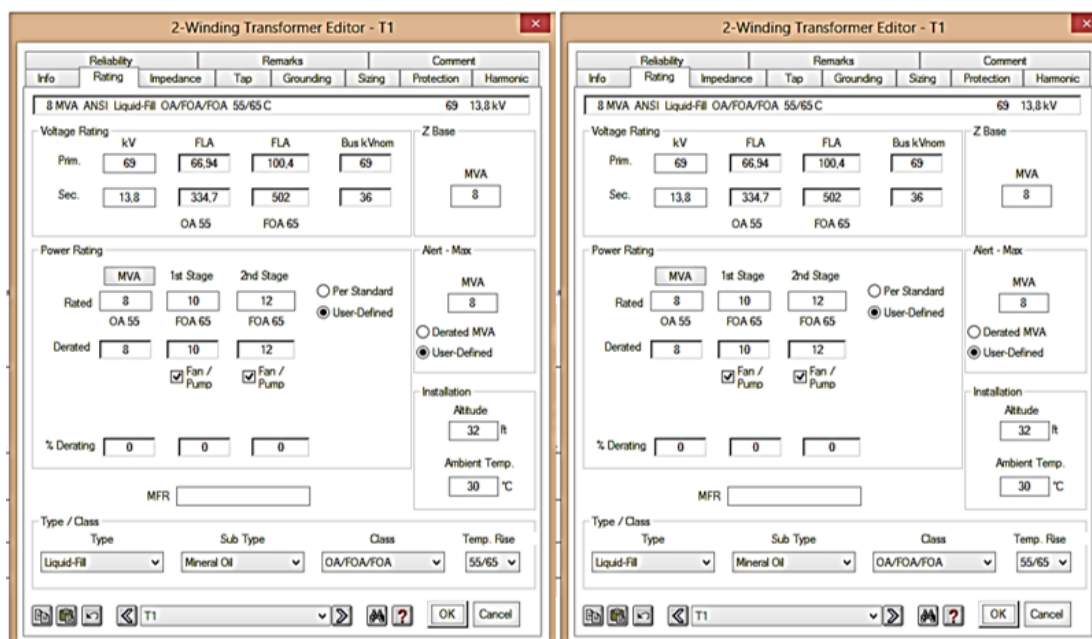 2-Winding Transformer Editor - T1
Reliability Remarks Comment
Info Rating Impedance Tap Grounding Sizing Protection Harmonic
8 MVA ANSI Liquid-Fill OA/FOA/FOA 55/65 C 69 13,8 kV
Voltage Rating
Z Base
kV FLA FLA Bus kVnom
Prim. 69 66,94 100,4 69
MVA
Sec. 13,8 334,7 502 36
8
OA 55 FOA 65
Power Rating
Alert - Max
MVA 1st Stage 2nd Stage
MVA
Rated 8 10 12
Per Standard
User-Defined
8
OA 55 FOA 65 FOA 65
Derated MVA
User-Defined
Derated 8 10 12
Fan / Pump Fan / Pump
Installation
Altitude
32 ft
% Derating 0 0 0
Ambient Temp.
30 °C
MFR
Type / Class
Type Sub Type Class Temp. Rise
Liquid-Fill Mineral Oil OA/FOA/FOA 55/65
T1 OK Cancel
2-Winding Transformer Editor - T1
Reliability Remarks Comment
Info Rating Impedance Tap Grounding Sizing Protection Harmonic
8 MVA ANSI Liquid-Fill OA/FOA/FOA 55/65 C 69 13,8 kV
Voltage Rating
Z Base
kV FLA FLA Bus kVnom
Prim. 69 66,94 100,4 69
MVA
Sec. 13,8 334,7 502 36
8
OA 55 FOA 65
Power Rating
Alert - Max
MVA 1st Stage 2nd Stage
MVA
Rated 8 10 12
Per Standard
User-Defined
8
OA 55 FOA 65 FOA 65
Derated MVA
User-Defined
Derated 8 10 12
Fan / Pump Fan / Pump
Installation
Altitude
32 ft
% Derating 0 0 0
Ambient Temp.
30 °C
MFR
Type / Class
Type Sub Type Class Temp. Rise
Liquid-Fill Mineral Oil OA/FOA/FOA 55/65
T1 OK Cancel